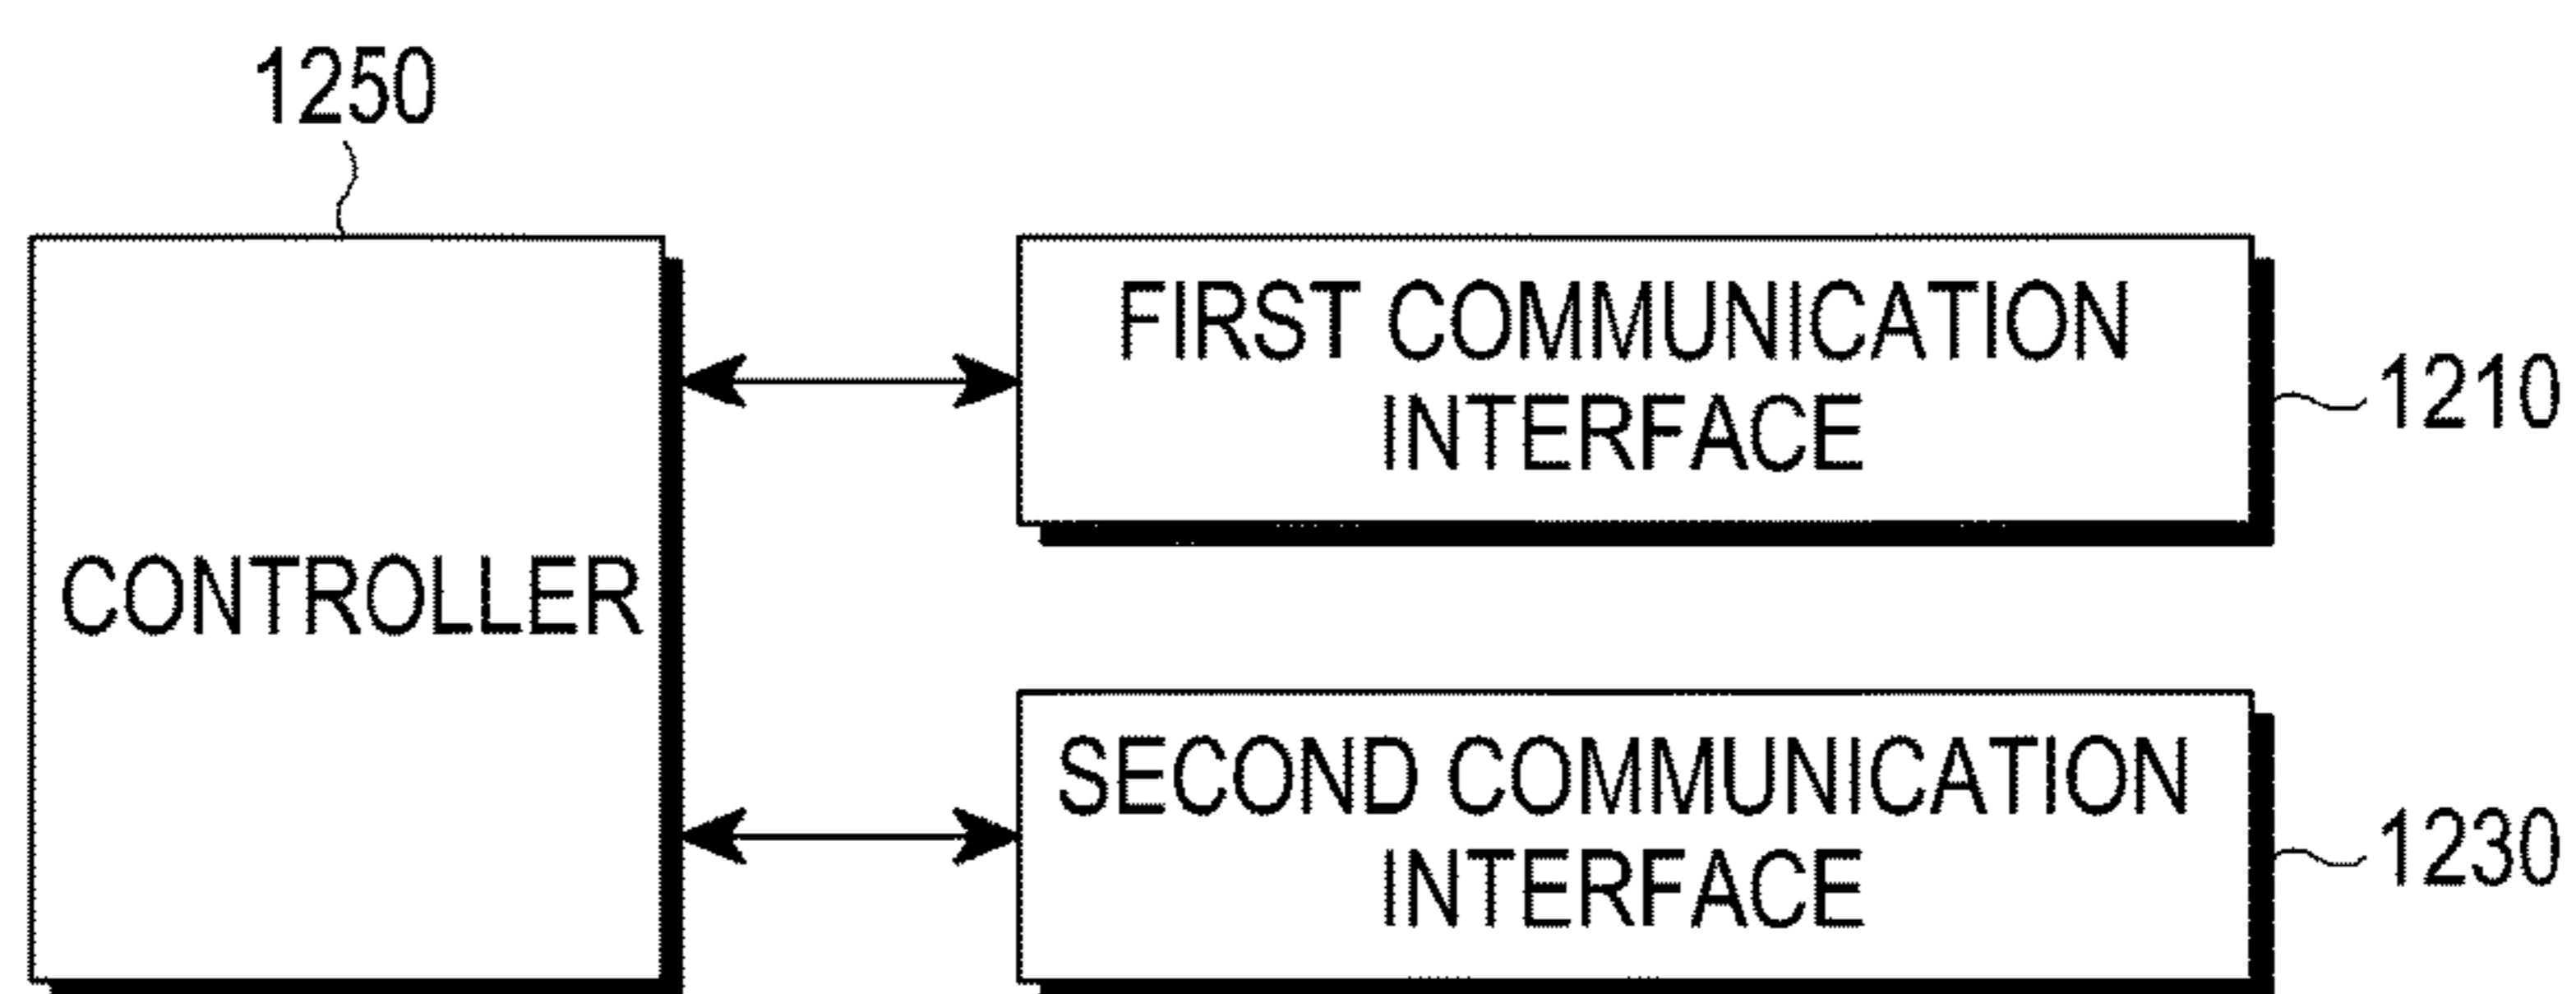 1250
FIRST COMMUNICATION
INTERFACE
1210
CONTROLLER
SECOND COMMUNICATION
INTERFACE
1230